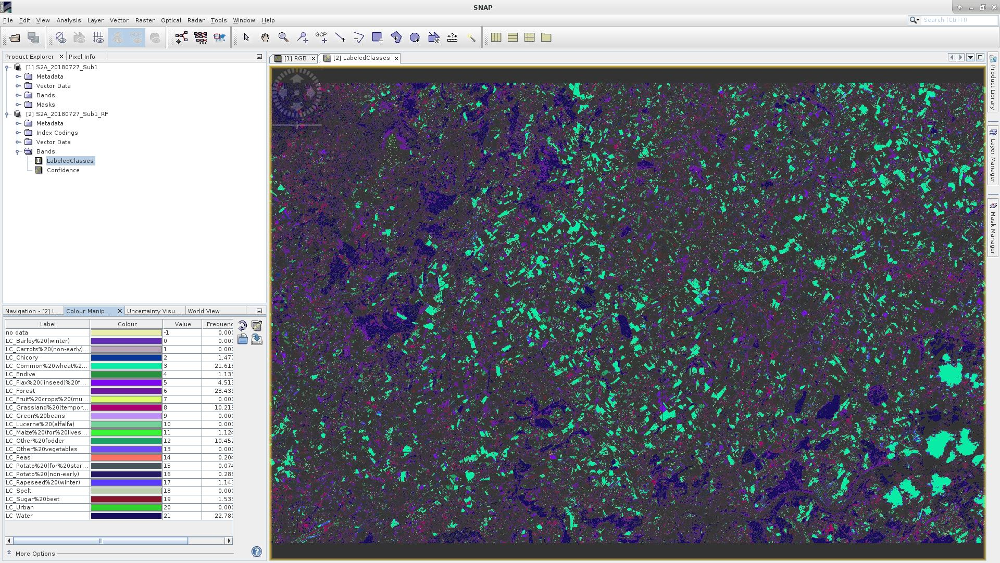 SNAP
SNAP
File Edit View Analysis Layer Vector Raster Optical Radar Tools Window Help
Search (Ctrl+I)
GCP GCP
Product Explorer Pixel Info
[1] RGB [2] LabeledClasses
[1] S2A_20180727_Sub1
Metadata
Vector Data
Bands
Masks
[2] S2A_20180727_Sub1_RF
Metadata
Index Codings
Vector Data
Bands
LabeledClasses
Confidence
Product Library
Layer Manager
Mask Manager
Navigation - [2] L... Colour Manip... Uncertainty Visu... World View
Label Colour Value Frequenc
no data -1 0.000
LC_Barley%20(winter) 0 0.000
LC_Carrots%20(non-early)... 1 0.000
LC_Chicory 2 1.477
LC_Common%20wheat%2... 3 21.618
LC_Endive 4 1.133
LC_Flax%20(linseed)%20f... 5 4.515
LC_Forest 6 23.439
LC_Fruit%20crops%20(mu... 7 0.000
LC_Grassland%20(tempor... 8 10.219
LC_Green%20beans 9 0.000
LC_Lucerne%20(alfalfa) 10 0.000
LC_Maize%20(for%20lives... 11 1.124
LC_Other%20fodder 12 10.452
LC_Other%20vegetables 13 0.000
LC_Peas 14 0.204
LC_Potato%20(for%20star... 15 0.074
LC_Potato%20(non-early) 16 0.288
LC_Rapeseed%20(winter) 17 1.143
LC_Spelt 18 0.000
LC_Sugar%20beet 19 1.533
LC_Urban 20 0.000
LC_Water 21 22.780
More Options